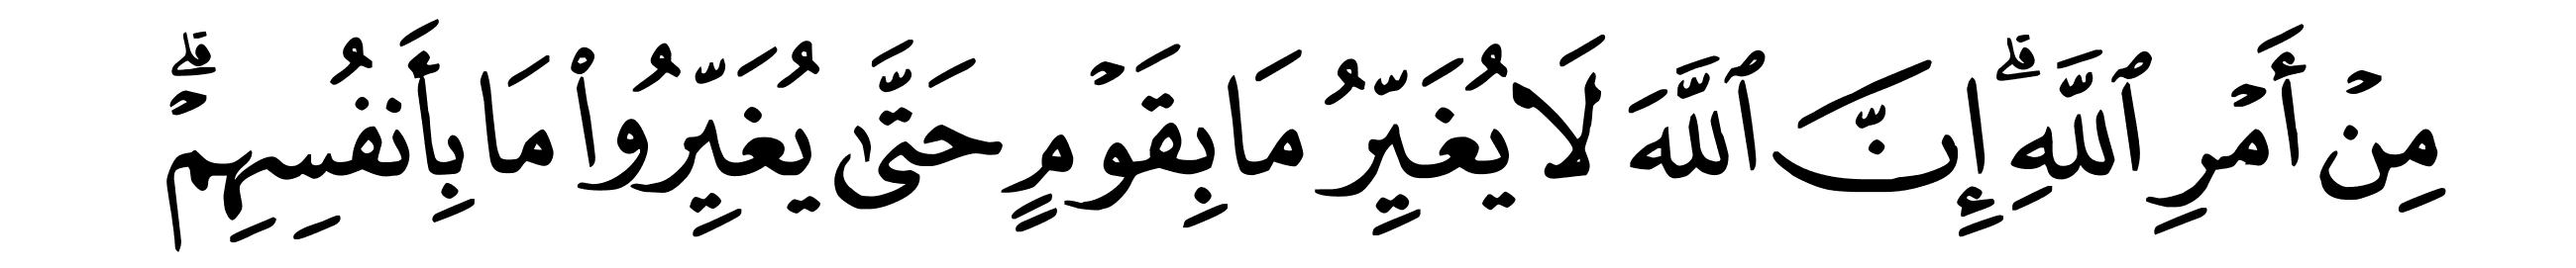 مِنۡ أَمۡرِ ٱللَّهِۗ إِنَّ ٱللَّهَ لَا يُغَيِّرُ مَا بِقَوۡمٍ حَتَّىٰ يُغَيِّرُواْ مَا بِأَنفُسِهِمۡۗ